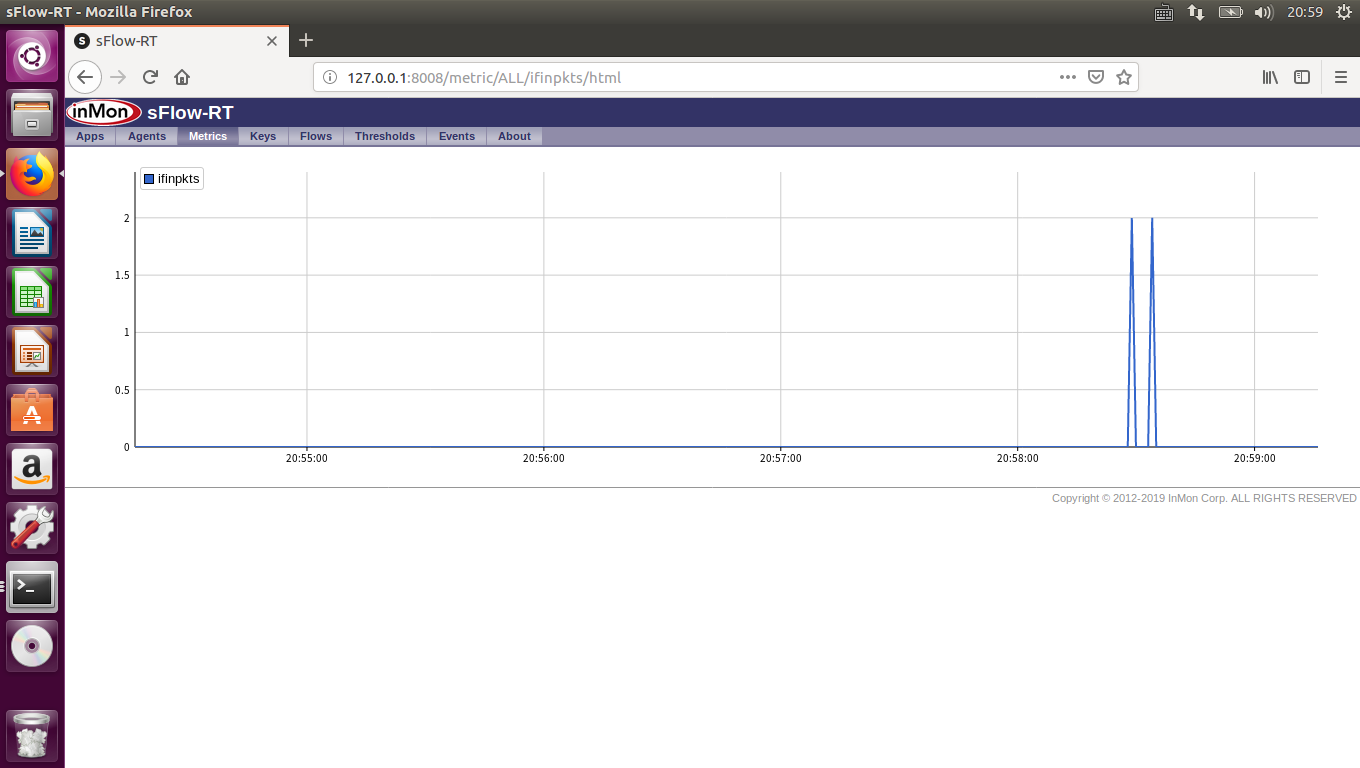 sFlow-RT - Mozilla Firefox
20:59
S sFlow-RT
127.0.0.1:8008/metric/ALL/ifinpkts/html
inMon sFlow-RT
Apps Agents Metrics Keys Flows Thresholds Events About
ifinpkts
2
1.5
1
0.5
0
20:55:00 20:56:00 20:57:00 20:58:00 20:59:00
Copyright © 2012-2019 InMon Corp. ALL RIGHTS RESERVED
A
a
>_